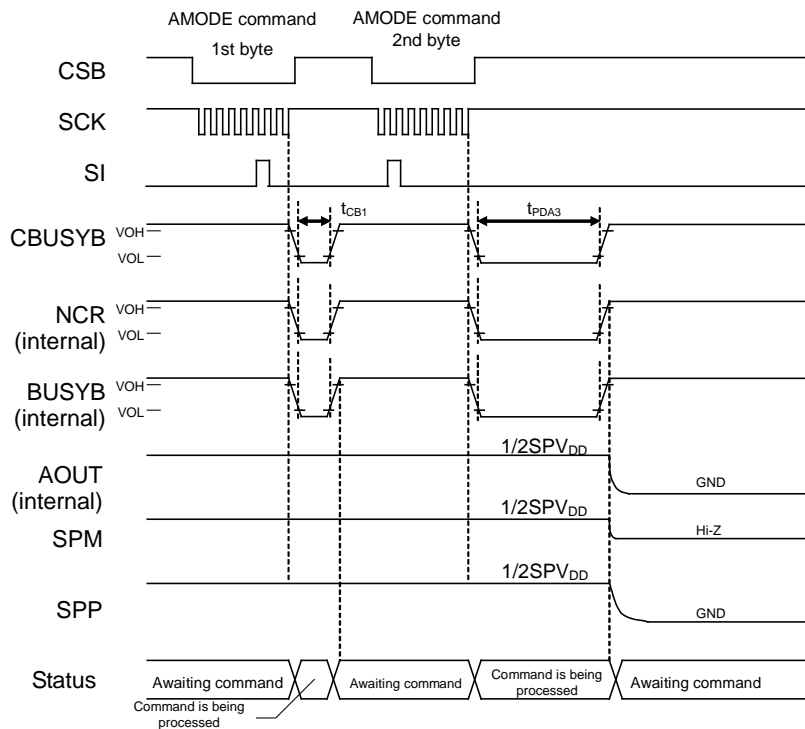 AMODE command
1st byte
AMODE command
2nd byte
CSB
SCK
SI
tCB1
tPDA3
CBUSYB
VOH
VOL
NCR
(internal)
VOH
VOL
BUSYB
(internal)
VOH
VOL
1/2SPVDD
AOUT
(internal)
GND
1/2SPVDD
SPM
Hi-Z
1/2SPVDD
SPP
GND
Status
Awaiting command
Command is being
processed
Awaiting command
Command is being
processed
Awaiting command